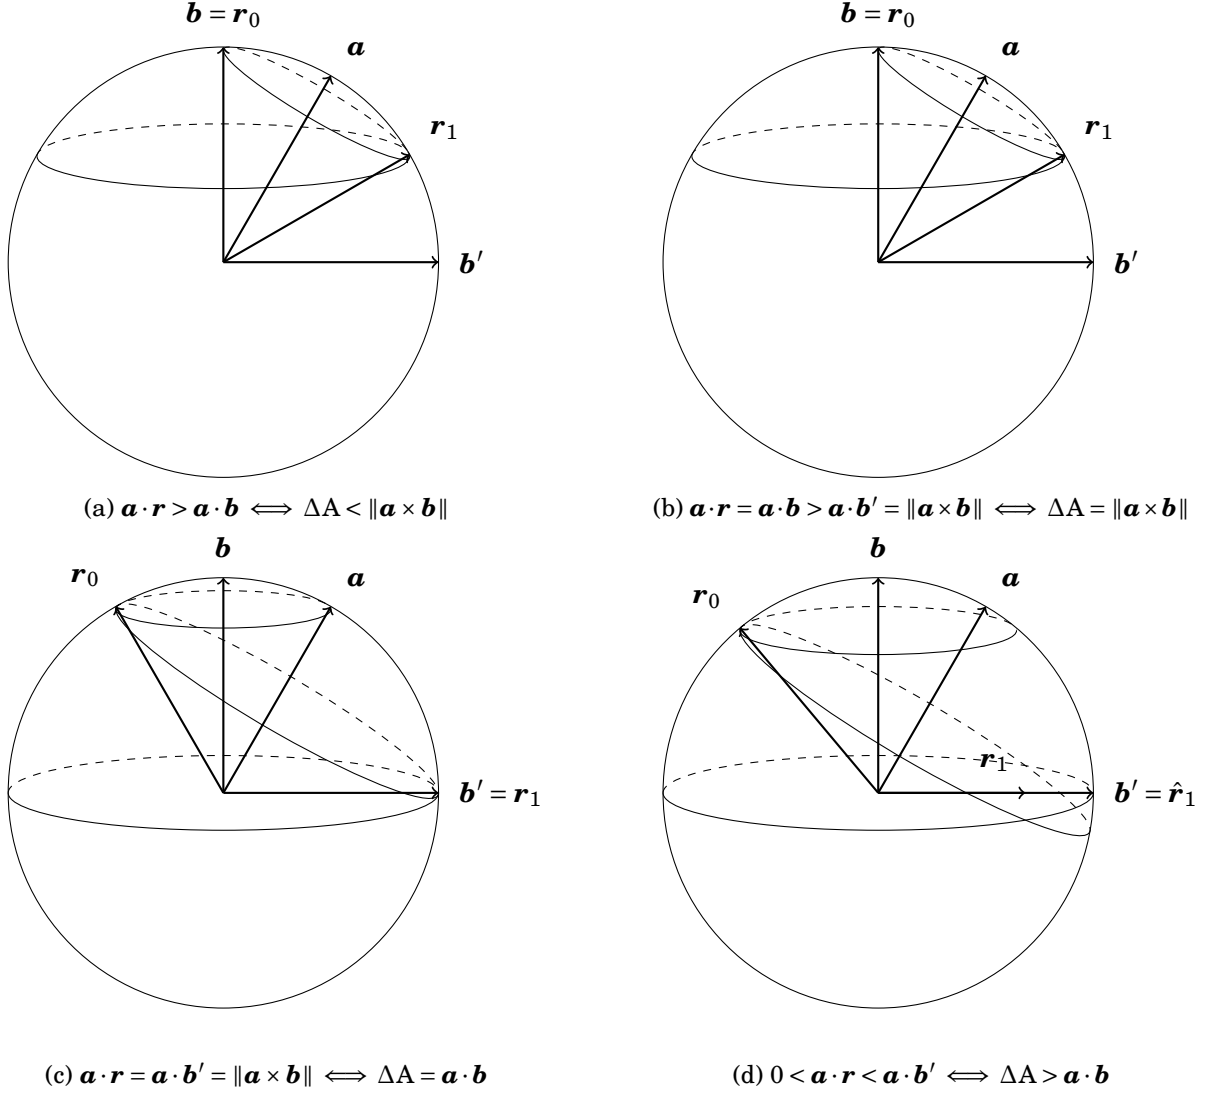 b = r₀
b = r₀
a
a
r₁
r₁
b′
b′
(a) a · r > a · b ⟺ ΔA < ‖a × b‖
(b) a · r = a · b > a · b′ = ‖a × b‖ ⟺ ΔA = ‖a × b‖
b
b
r₀
a
r₀
a
r₁
b′ = r₁
b′ = r̂₁
(c) a · r = a · b′ = ‖a × b‖ ⟺ ΔA = a · b
(d) 0 < a · r < a · b′ ⟺ ΔA > a · b